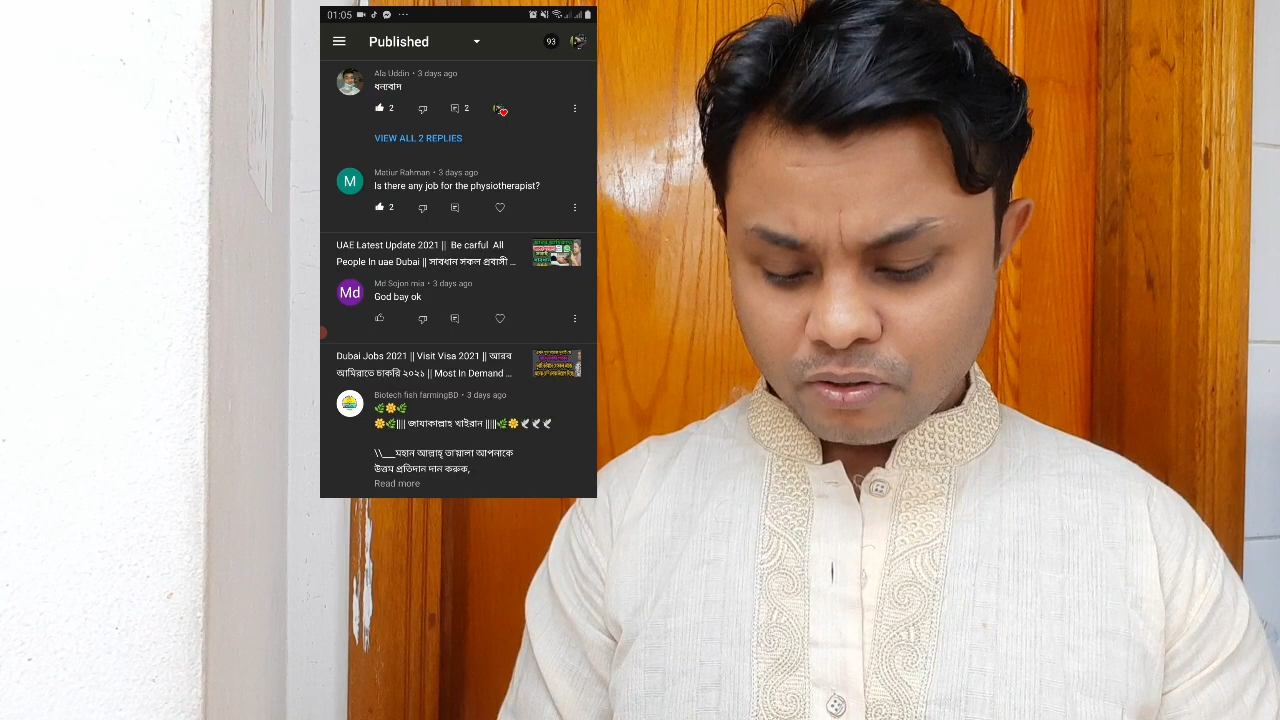 01:05
Published
93
Ala Uddin • 3 days ago
ধন্যবাদ
2
2
VIEW ALL 2 REPLIES
M
Matiur Rahman • 3 days ago
Is there any job for the physiotherapist?
2
UAE Latest Update 2021 || Be carful All
People In uae Dubai || সাবধান সকল প্রবাসী ...
Md
Md Sojon mia • 3 days ago
God bay ok
Dubai Jobs 2021 || Visit Visa 2021 || আরব
আমিরাতে চাকরি ২০২১ || Most In Demand ...
Biotech fish farmingBD • 3 days ago
🌿🌼🌿
🌼🌿|||| জাযাকাল্লাহ খাইরান |||||🌿🌼🕊🕊🕊
\\___মহান আল্লাহ্ তায়ালা আপনাকে
উত্তম প্রতিদান দান করুক,
Read more